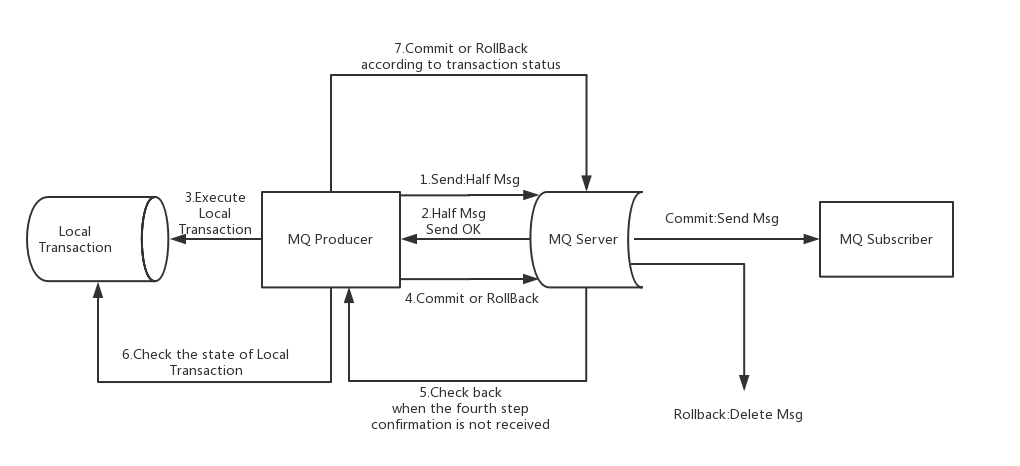 7.Commit or RollBack
according to transaction status
1.Send:Half Msg
3.Execute
Local
Transaction
2.Half Msg
Send OK
Commit:Send Msg
Local
Transaction
MQ Producer
MQ Server
MQ Subscriber
4.Commit or RollBack
6.Check the state of Local
Transaction
5.Check back
when the fourth step
confirmation is not received
Rollback:Delete Msg